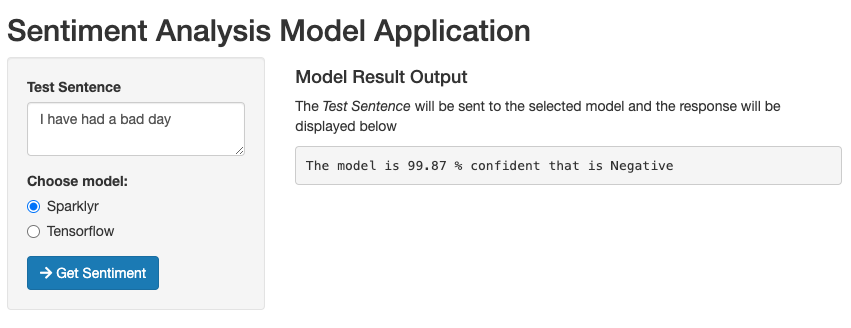 Sentiment Analysis Model Application
Test Sentence
I have had a bad day
Choose model:
Sparklyr
Tensorflow
Get Sentiment
Model Result Output
The Test Sentence will be sent to the selected model and the response will be
displayed below
The model is 99.87 % confident that is Negative